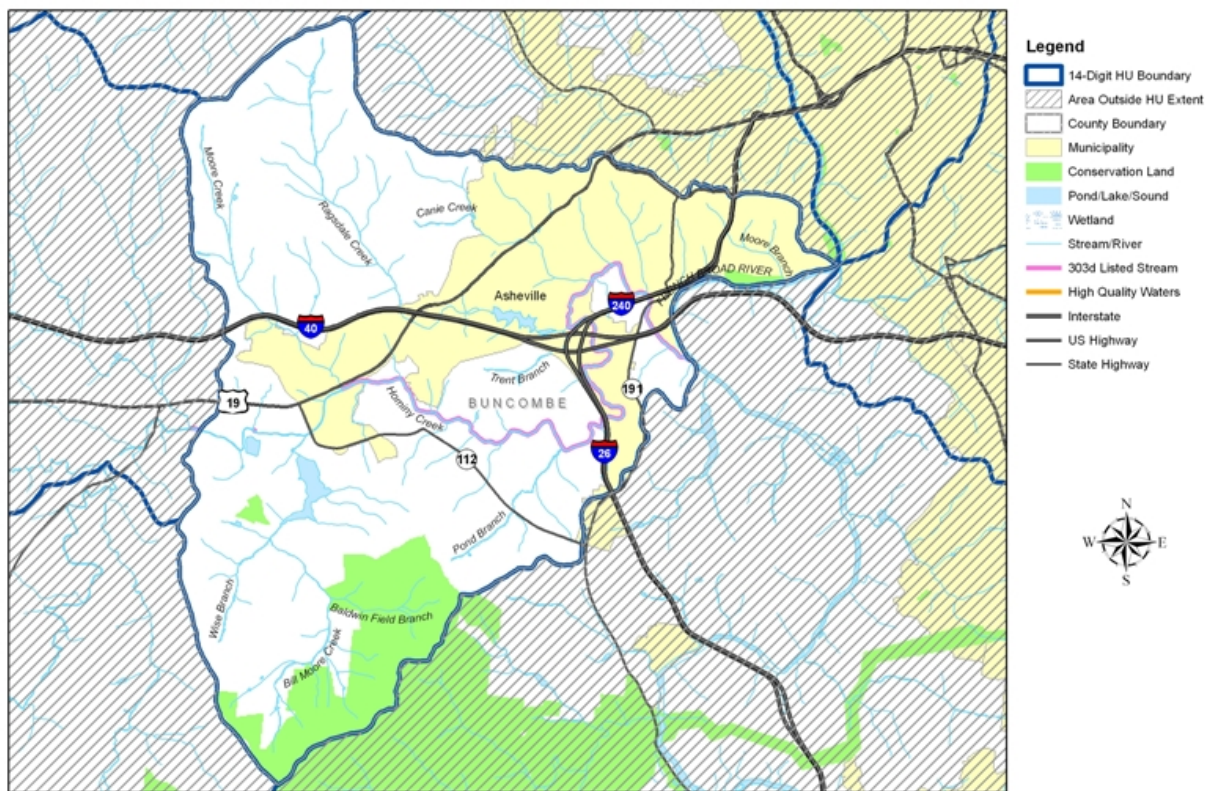 Legend
14-Digit HU Boundary
Area Outside HU Extent
County Boundary
Municipality
Conservation Land
Pond/Lake/Sound
Wetland
Stream/River
303d Listed Stream
High Quality Waters
Interstate
US Highway
State Highway
Moore Creek
Ragsdale Creek
Canie Creek
Moore Branch
BROAD RIVER
Asheville
240
40
Trent Branch
191
19
Hominy Creek
BUNCOMBE
26
112
Pond Branch
Wise Branch
Baldwin Field Branch
Bill Moore Creek
N
W
E
S